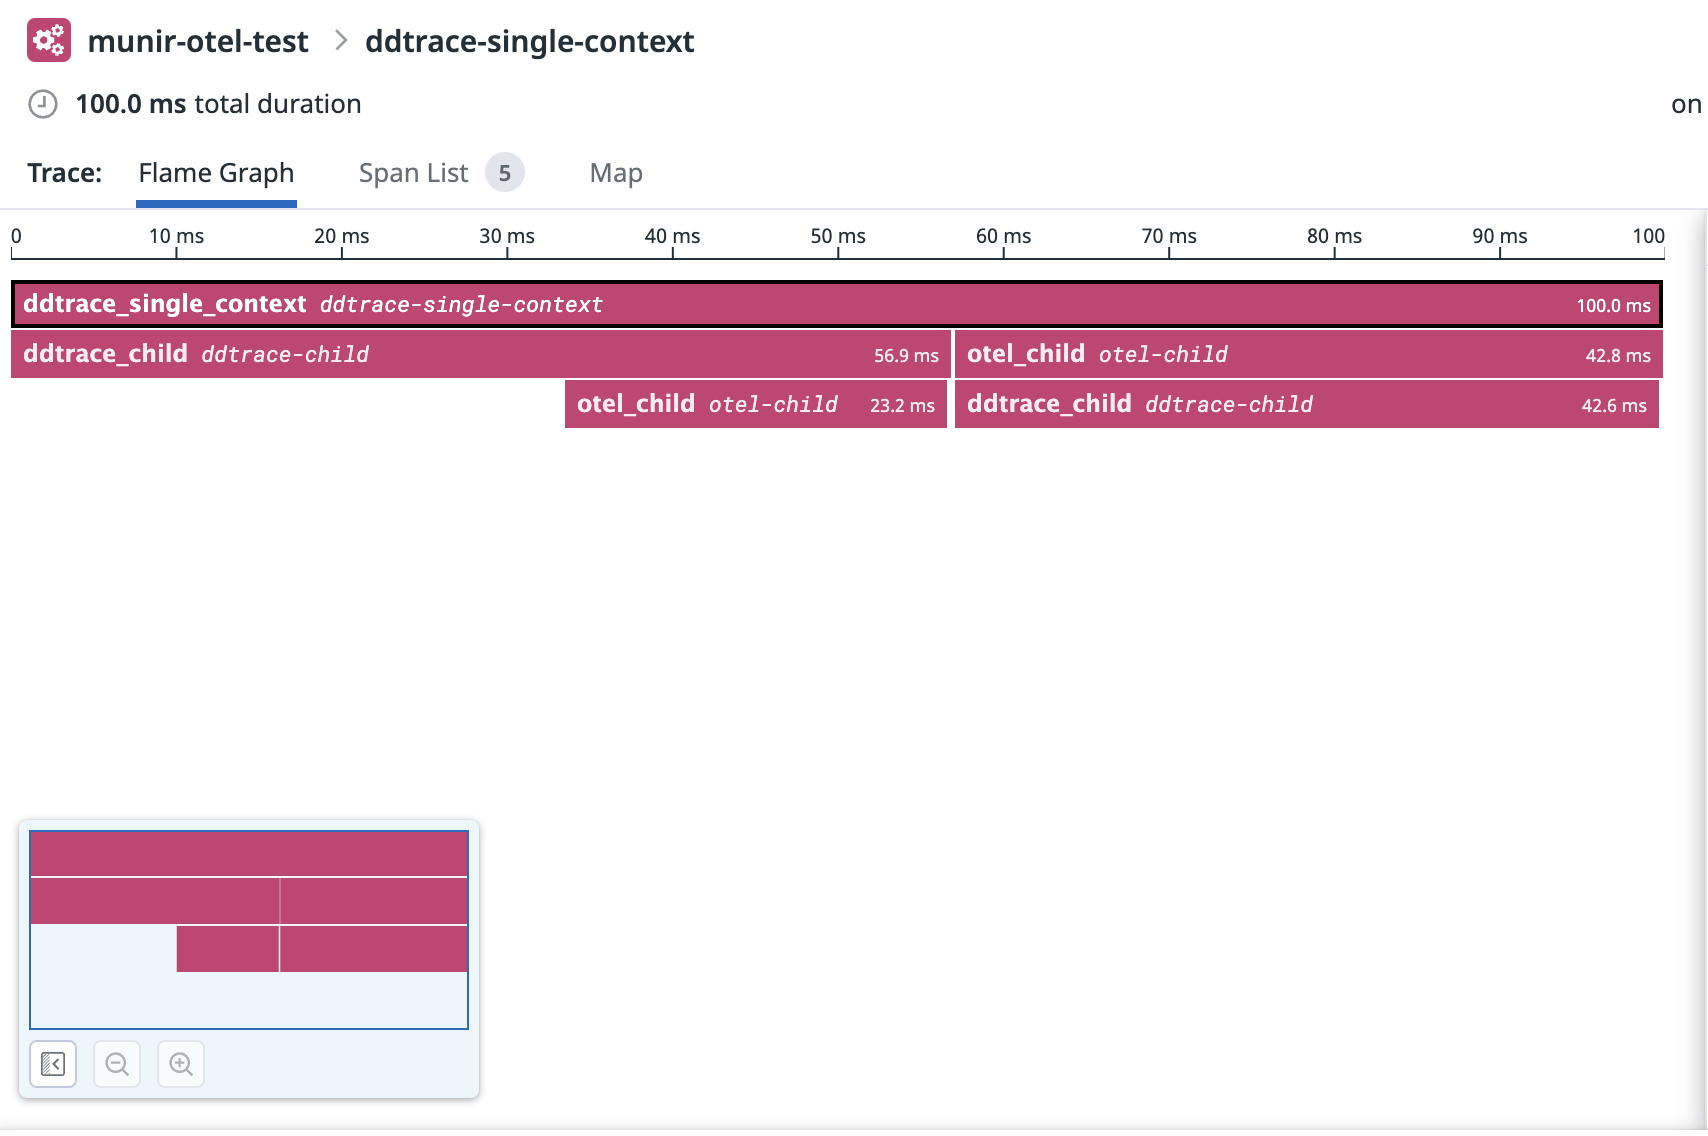 munir-otel-test > ddtrace-single-context
100.0 ms total duration
on
Trace: Flame Graph Span List 5 Map
0 10 ms 20 ms 30 ms 40 ms 50 ms 60 ms 70 ms 80 ms 90 ms 100
ddtrace_single_context ddtrace-single-context 100.0 ms
ddtrace_child ddtrace-child 56.9 ms otel_child otel-child 42.8 ms
otel_child otel-child 23.2 ms ddtrace_child ddtrace-child 42.6 ms